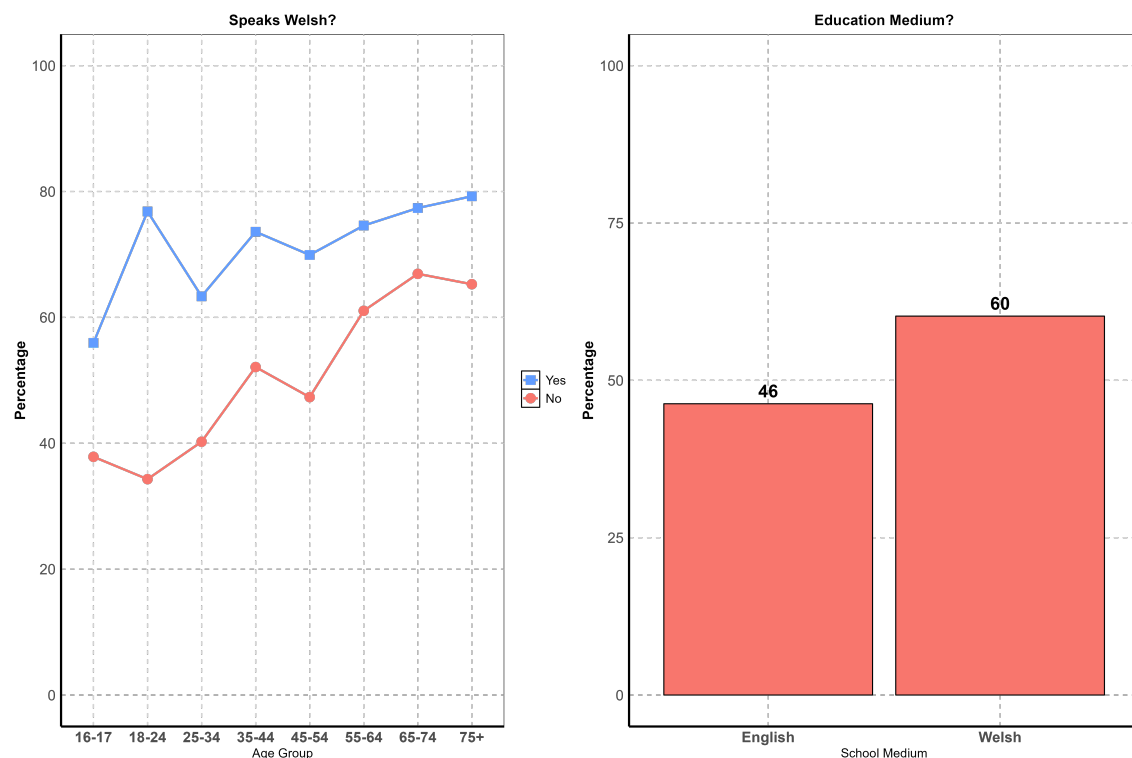 Speaks Welsh?
Percentage
100
80
60
40
20
0
16-17 18-24 25-34 35-44 45-54 55-64 65-74 75+
Age Group
Yes
No
Education Medium?
Percentage
100
75
50
25
0
46
60
English Welsh
School Medium